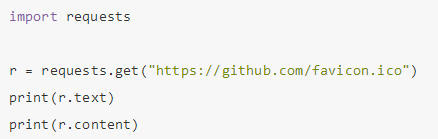 import requests
r = requests.get("https://github.com/favicon.ico")
print(r.text)
print(r.content)